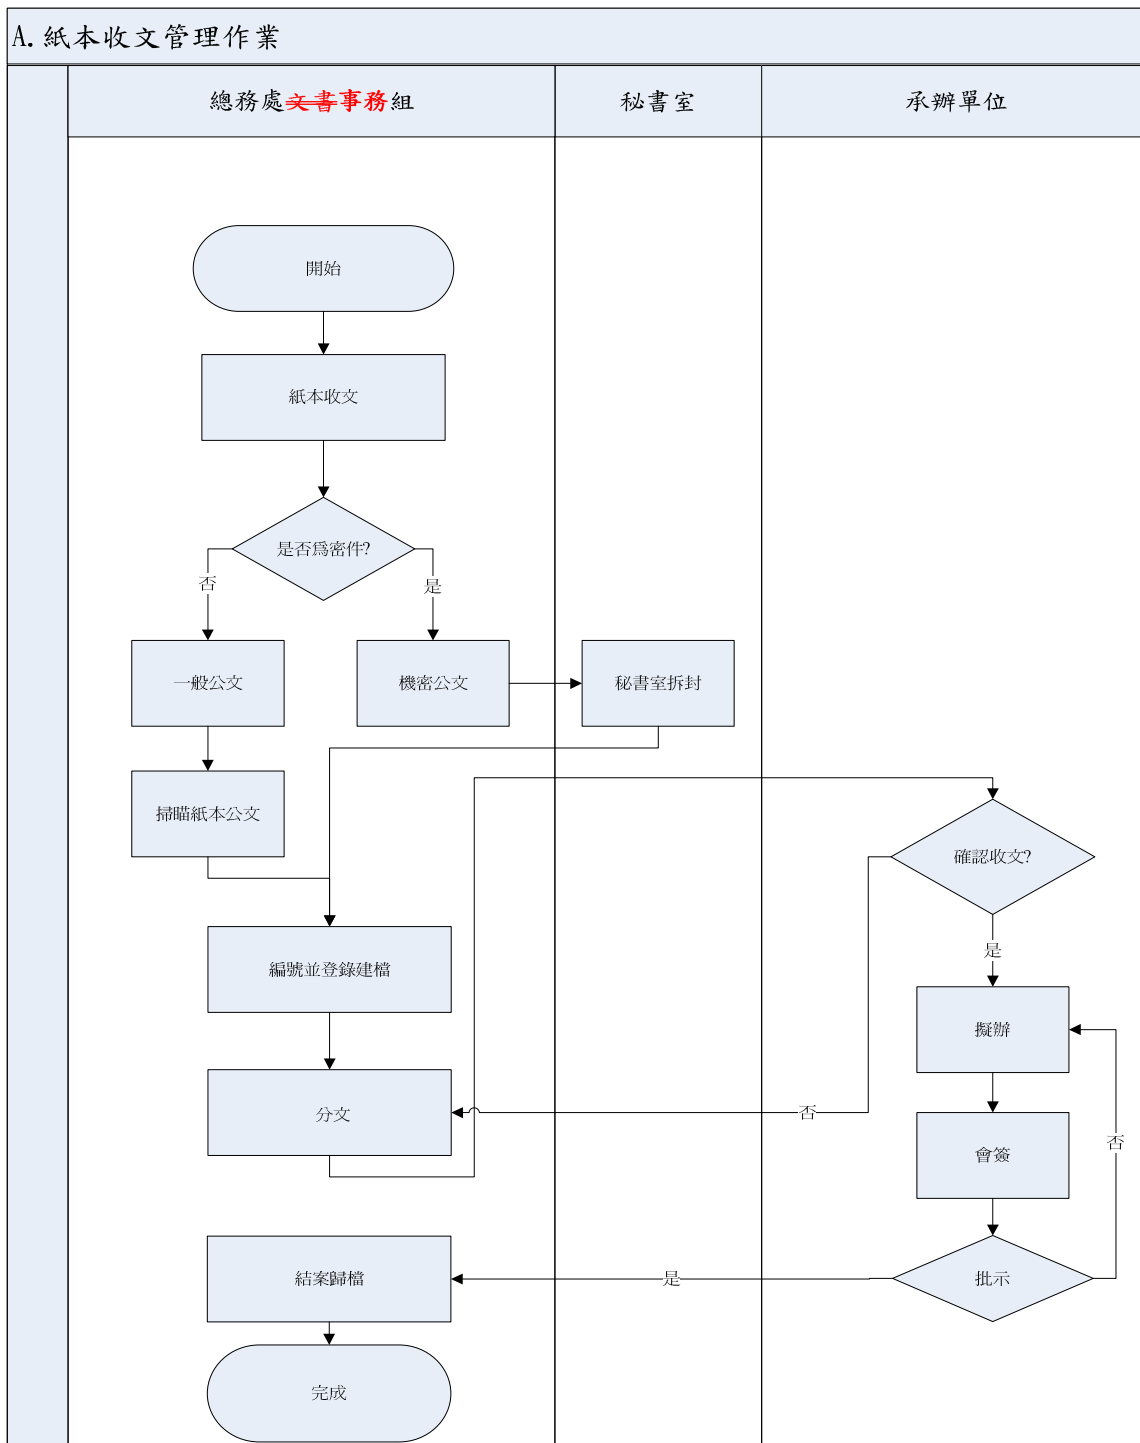 A. 紙本收文管理作業
總務處文書事務組
秘書室
承辦單位
開始
紙本收文
是否為密件?
否
是
一般公文
機密公文
秘書室拆封
掃瞄紙本公文
確認收文?
是
編號並登錄建檔
擬辦
分文
否
會簽
否
結案歸檔
是
批示
完成